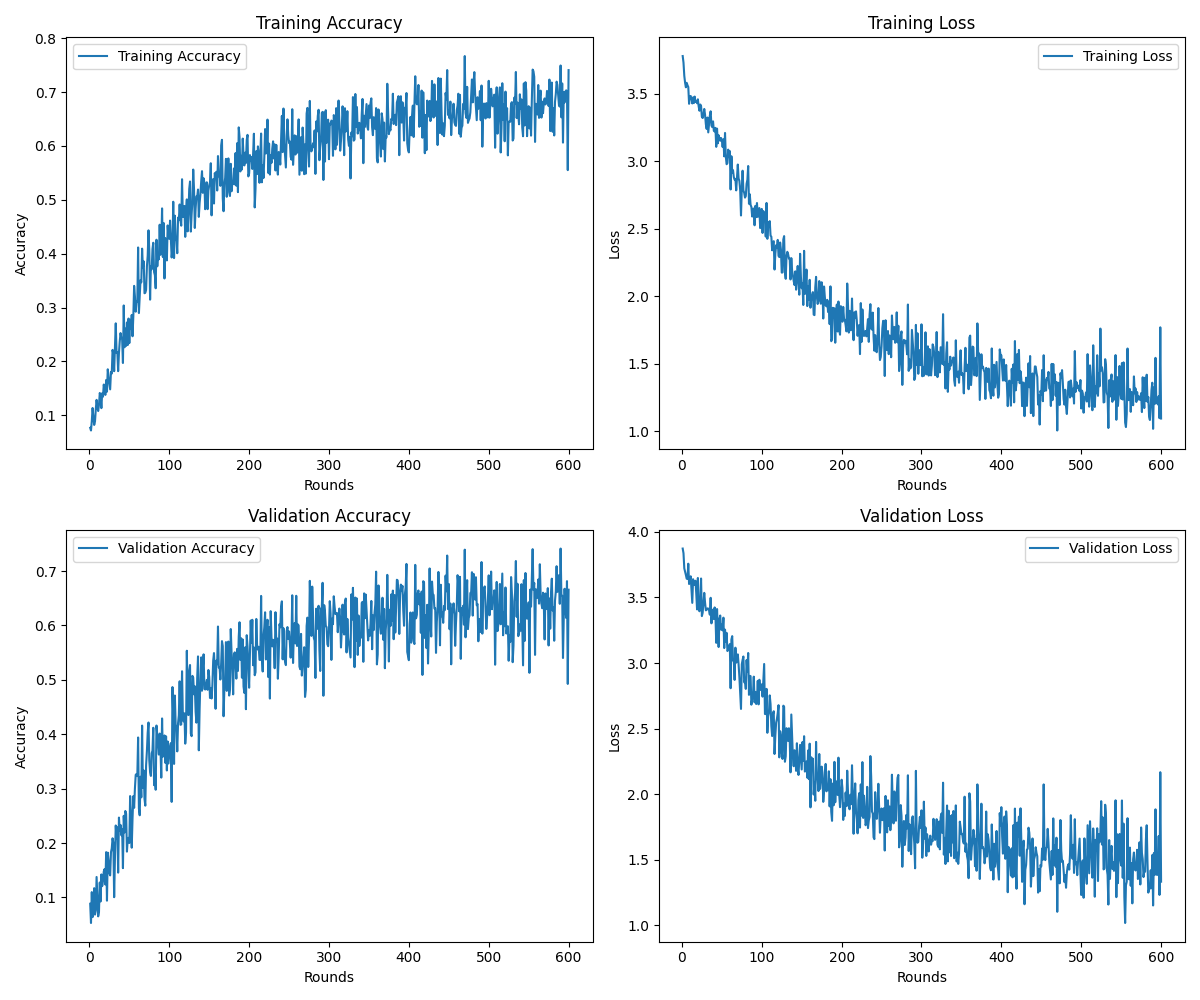 Training Accuracy
Training Accuracy
0.8
0.7
0.6
0.5
0.4
0.3
0.2
0.1
Accuracy
0 100 200 300 400 500 600
Rounds
Training Loss
Training Loss
3.5
3.0
2.5
2.0
1.5
1.0
Loss
0 100 200 300 400 500 600
Rounds
Validation Accuracy
Validation Accuracy
0.7
0.6
0.5
0.4
0.3
0.2
0.1
Accuracy
0 100 200 300 400 500 600
Rounds
Validation Loss
Validation Loss
4.0
3.5
3.0
2.5
2.0
1.5
1.0
Loss
0 100 200 300 400 500 600
Rounds